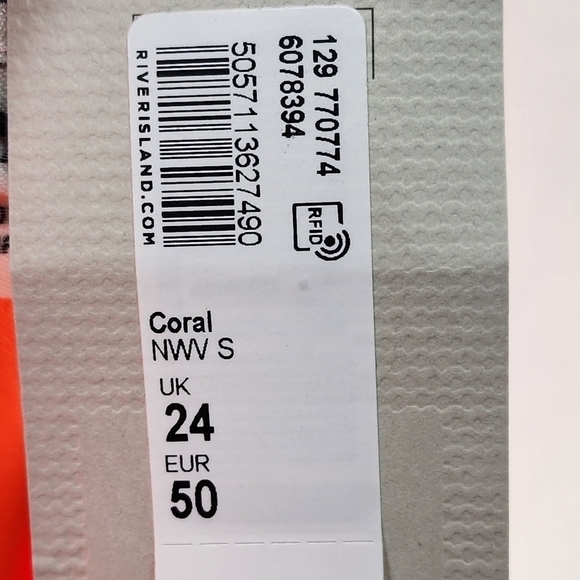 129 770774
6078394
RFID
5057113627490
RIVERISLAND.COM
Coral
NWV S
UK
24
EUR
50